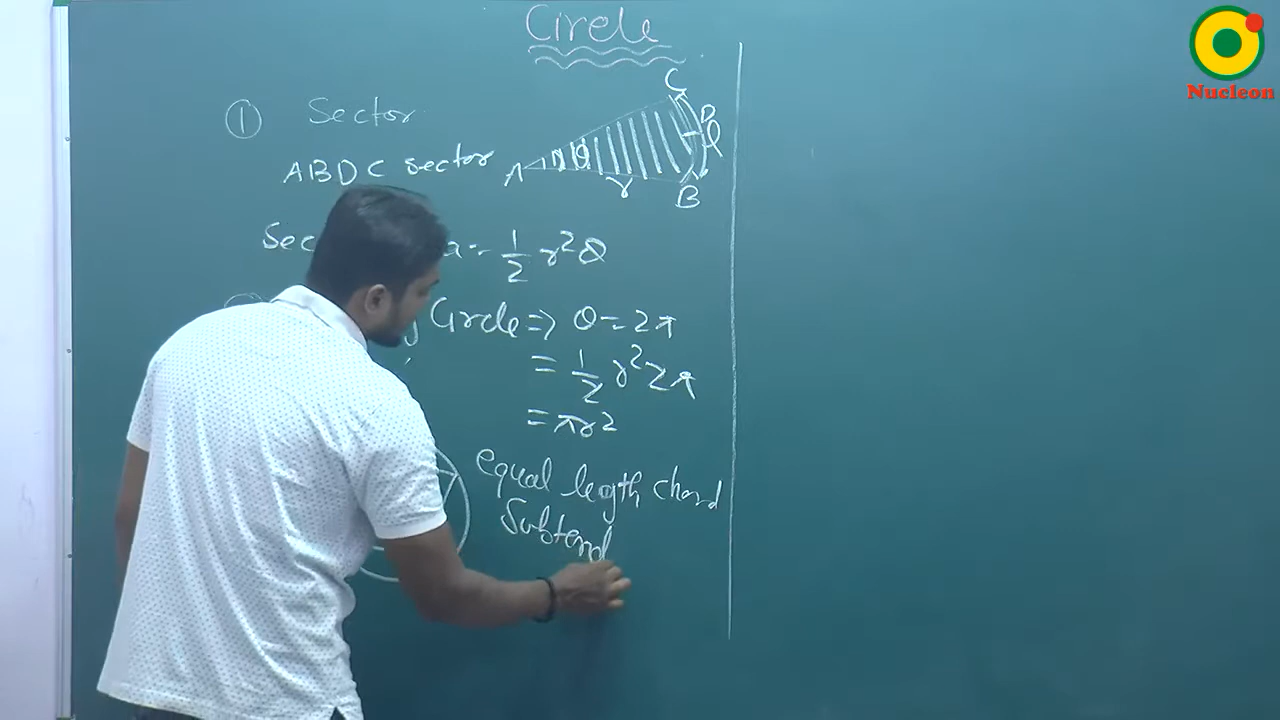 Circle
Nucleon
① Sector
C
D
l
θ
A
r
B
ABDC sector
Sec a = 1/2 r²θ
Circle ⇒ θ = 2π
= 1/2 r² 2π
= πr²
equal length chord
Subtend